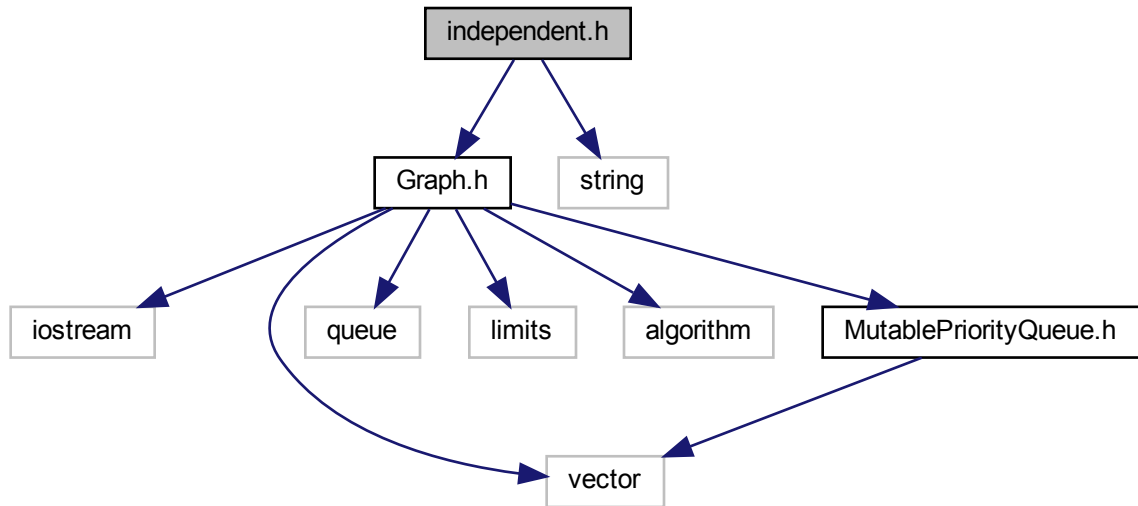 independent.h
Graph.h
string
iostream
queue
limits
algorithm
MutablePriorityQueue.h
vector